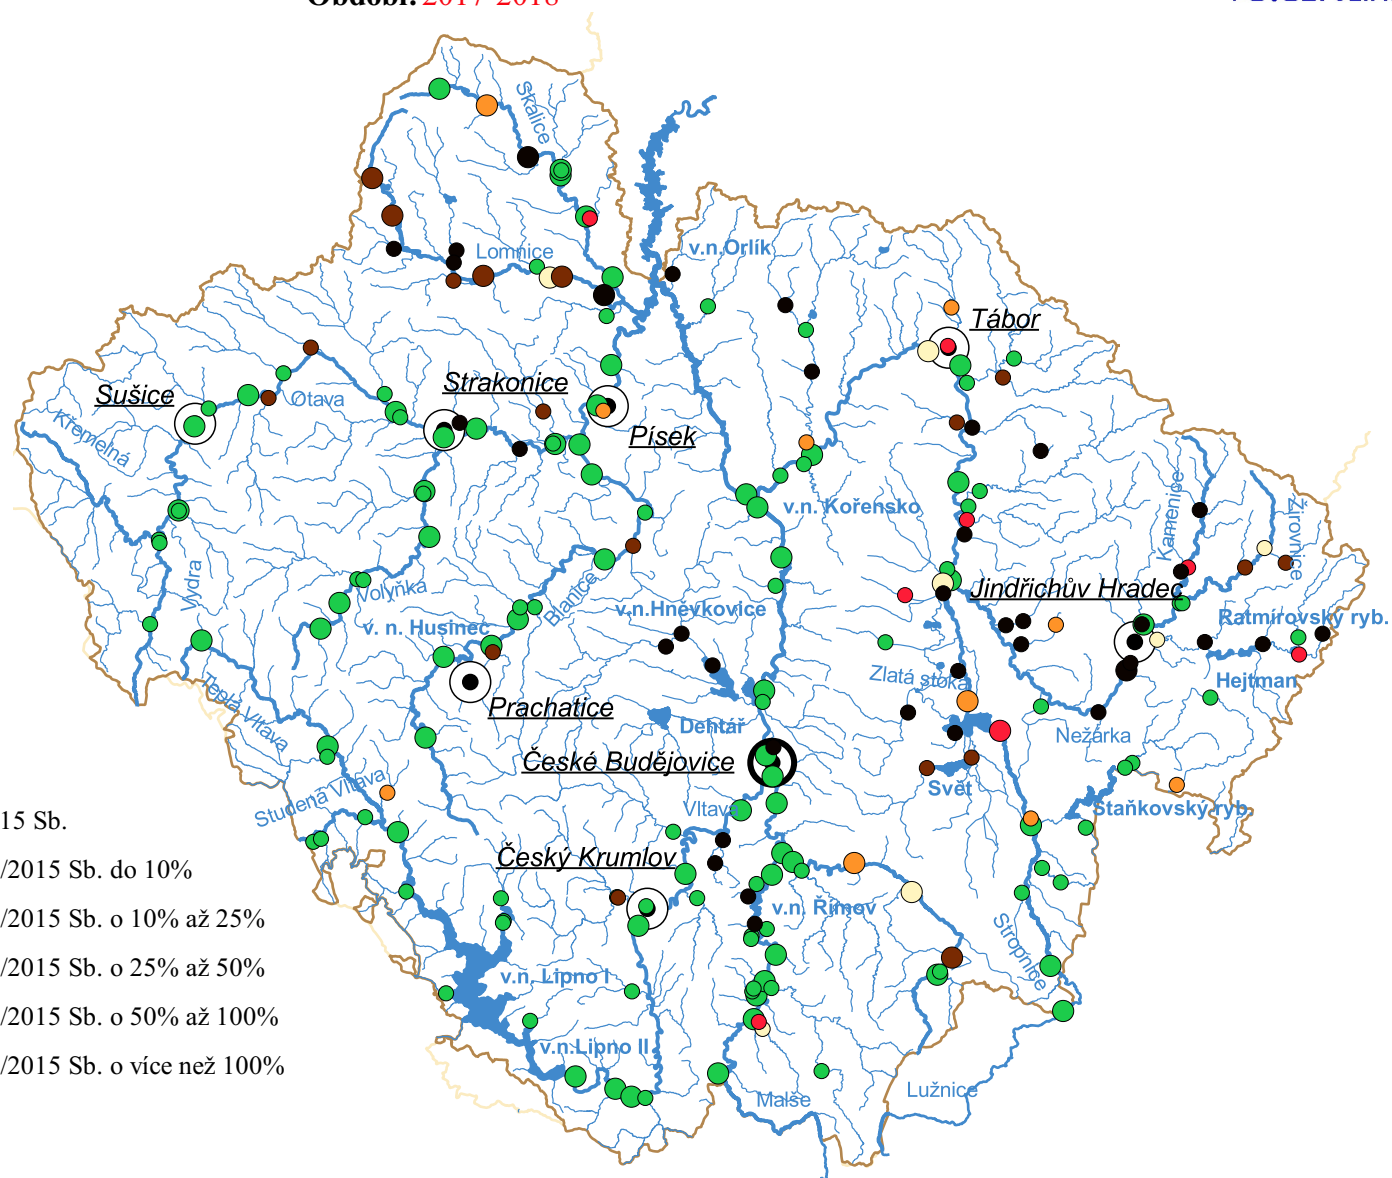 Období: 2017-2018
Skalice
Lomnice
v.n.Orlík
Tábor
Sušice
Strakonice
Otava
Křemelná
Písek
v.n. Kořensko
Kamenice
Žirovnice
Vydra
Volyňka
Blanice
v.n.Hněvkovice
Jindřichův Hradec
Ratmírovský ryb.
v. n. Husinec
Zlatá stoka
Hejtman
Teplá Vltava
Prachatice
Dehtář
Nežárka
České Budějovice
Svět
Studená Vltava
Vltava
Staňkovský ryb.
15 Sb.
Český Krumlov
/2015 Sb. do 10%
v.n. Římov
/2015 Sb. o 10% až 25%
Stropnice
/2015 Sb. o 25% až 50%
v.n. Lipno I
/2015 Sb. o 50% až 100%
v.n.Lipno II
/2015 Sb. o více než 100%
Malše
Lužnice